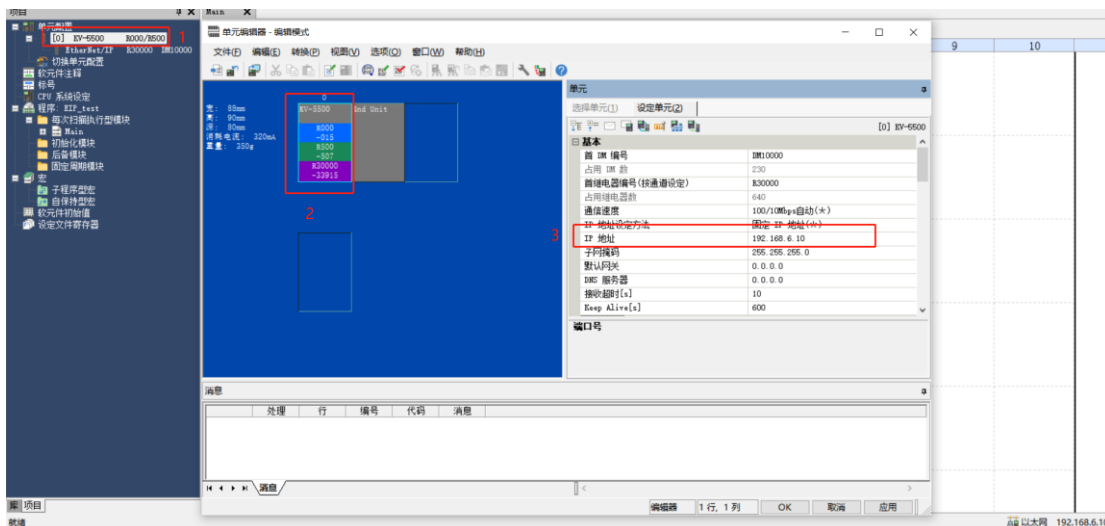 项目
Main X
单元配置
[0] KV-5500 R000/R500
1
EtherNet/IP R30000 DM10000
切换单元配置
软元件注释
标号
CPU 系统设定
程序: EIP_test
每次扫描执行型模块
Main
初始化模块
后备模块
固定周期模块
宏
子程序型宏
自保持型宏
软元件初始值
设定文件寄存器
库 项目
就绪
单元编辑器 - 编辑模式
文件(F) 编辑(E) 转换(P) 视图(V) 选项(O) 窗口(W) 帮助(H)
宽: 88mm
高: 90mm
深: 80mm
消耗电流: 320mA
重量: 350g
0
KV-5500 End Unit
R000
-015
R500
-507
R30000
-33915
2
3
单元
选择单元(1) 设定单元(2)
[0] KV-5500
基本
首 DM 编号 DM10000
占用 DM 数 230
首继电器编号(按通道设定) R30000
占用继电器数 640
通信速度 100/10Mbps自动(*)
IP 地址设定方法 固定 IP 地址(*)
IP 地址 192.168.6.10
子网掩码 255.255.255.0
默认网关 0.0.0.0
DNS 服务器 0.0.0.0
接收超时[s] 10
Keep Alive[s] 600
端口号
消息
处理 行 编号 代码 消息
消息
编辑器 1 行, 1 列 OK 取消 应用
9 10
以太网 192.168.6.10